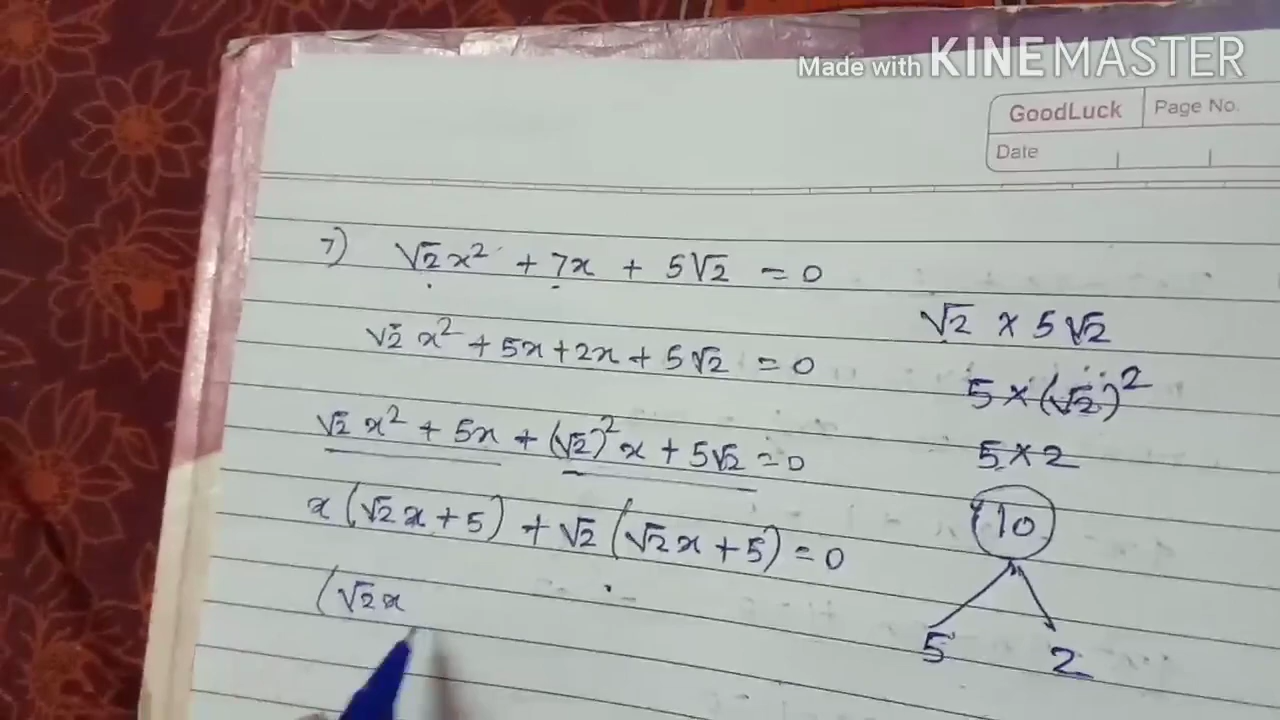 Made with KINEMASTER
GoodLuck Page No.
Date
7) √2x² + 7x + 5√2 = 0
√2 x² + 5x + 2x + 5√2 = 0
√2 x² + 5x + (√2)² x + 5√2 = 0
x (√2 x + 5) + √2 (√2 x + 5) = 0
(√2 x
√2 × 5√2
5 × (√2)²
5 × 2
10
5 2